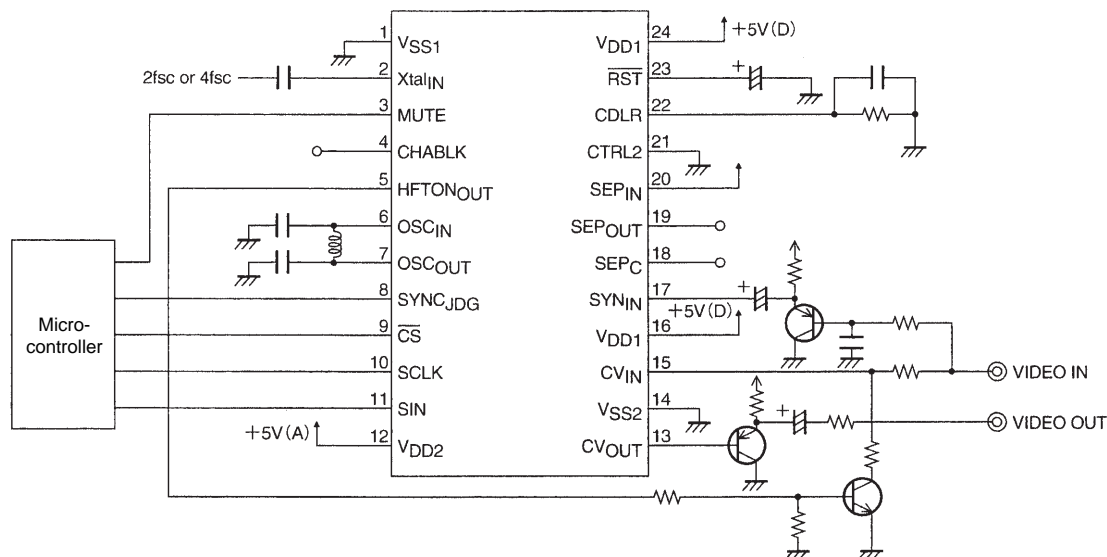 1 VSS1 VDD1 24 +5V(D)
2fsc or 4fsc 2 XtalIN RST 23 +
3 MUTE CDLR 22
4 CHABLK CTRL2 21
5 HFTONOUT SEPIN 20
6 OSCIN SEPOUT 19
7 OSCOUT SEPC 18
8 SYNCJDG SYNIN 17 +
Micro-
controller
9 CS VDD1 16 +5V(D)
10 SCLK CVIN 15 VIDEO IN
11 SIN VSS2 14 + VIDEO OUT
+5V(A) 12 VDD2 CVOUT 13